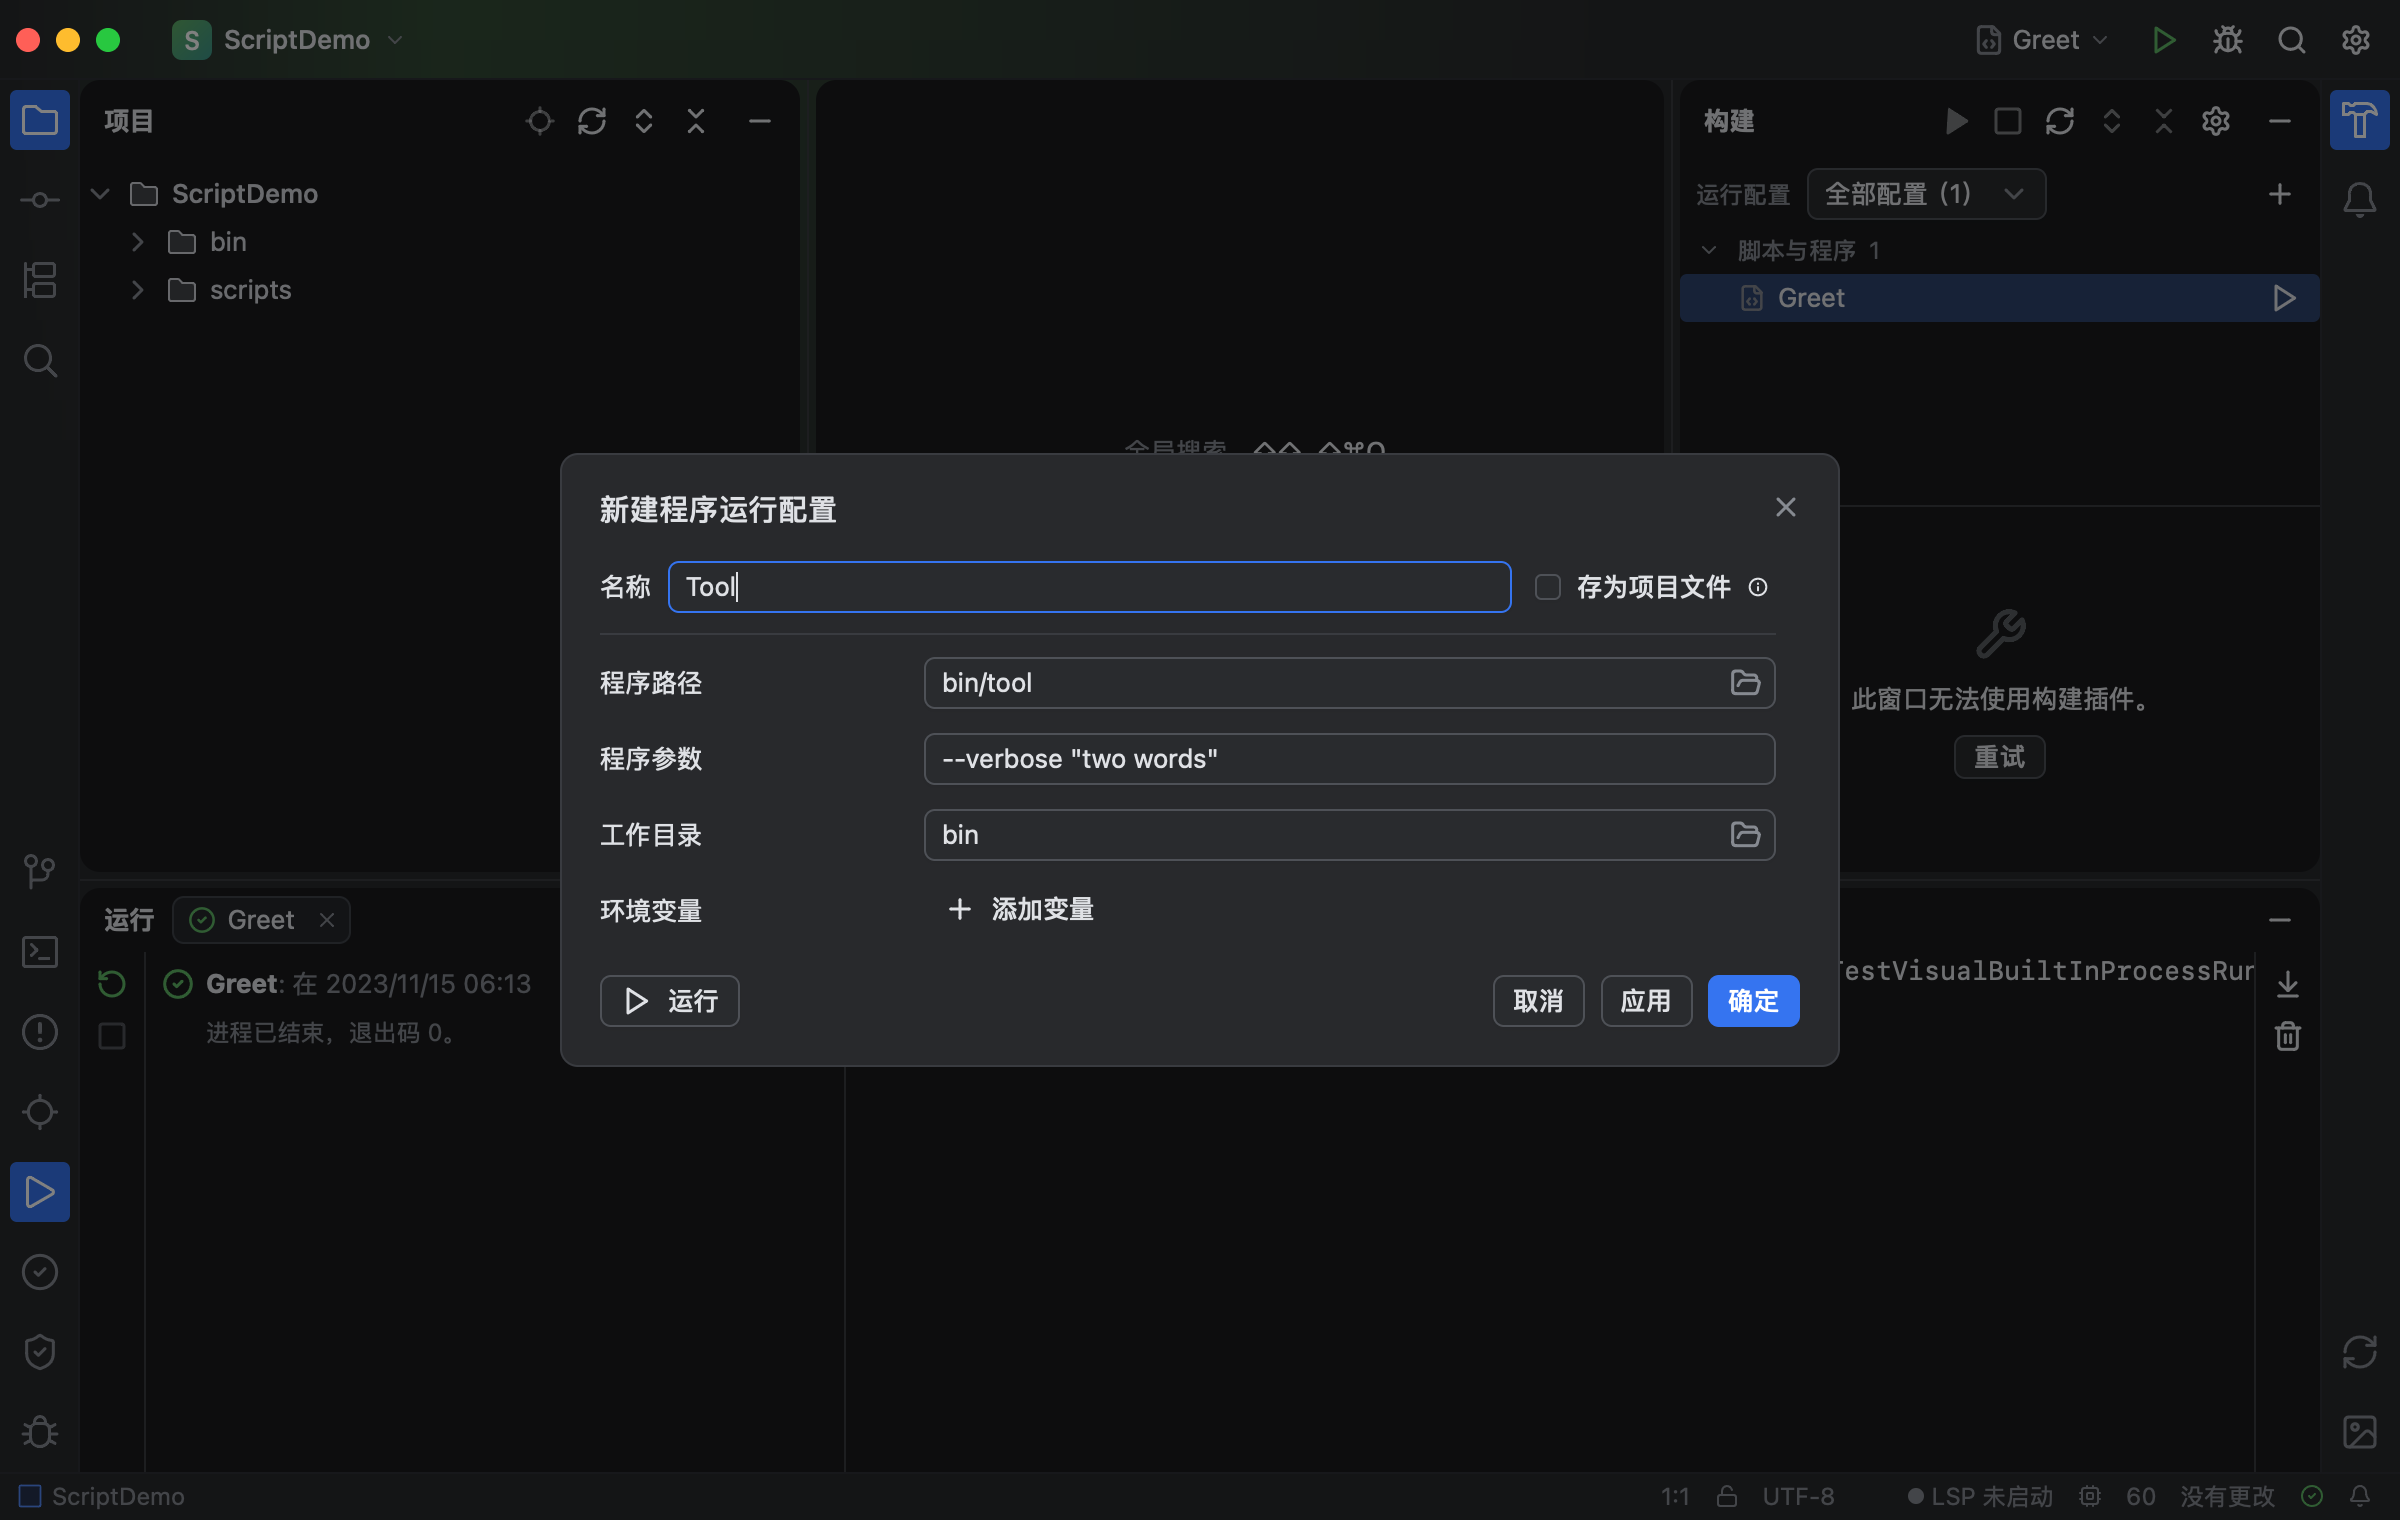 S ScriptDemo
Greet
项目
ScriptDemo
bin
scripts
构建
运行配置 全部配置 (1)
脚本与程序 1
Greet
全局搜索
新建程序运行配置
名称 Tool 存为项目文件
程序路径 bin/tool
程序参数 --verbose "two words"
工作目录 bin
环境变量 添加变量
运行 取消 应用 确定
此窗口无法使用构建插件。
重试
运行 Greet
Greet: 在 2023/11/15 06:13
进程已结束，退出码 0。
TestVisualBuiltInProcessRun
ScriptDemo 1:1 UTF-8 LSP 未启动 60 没有更改